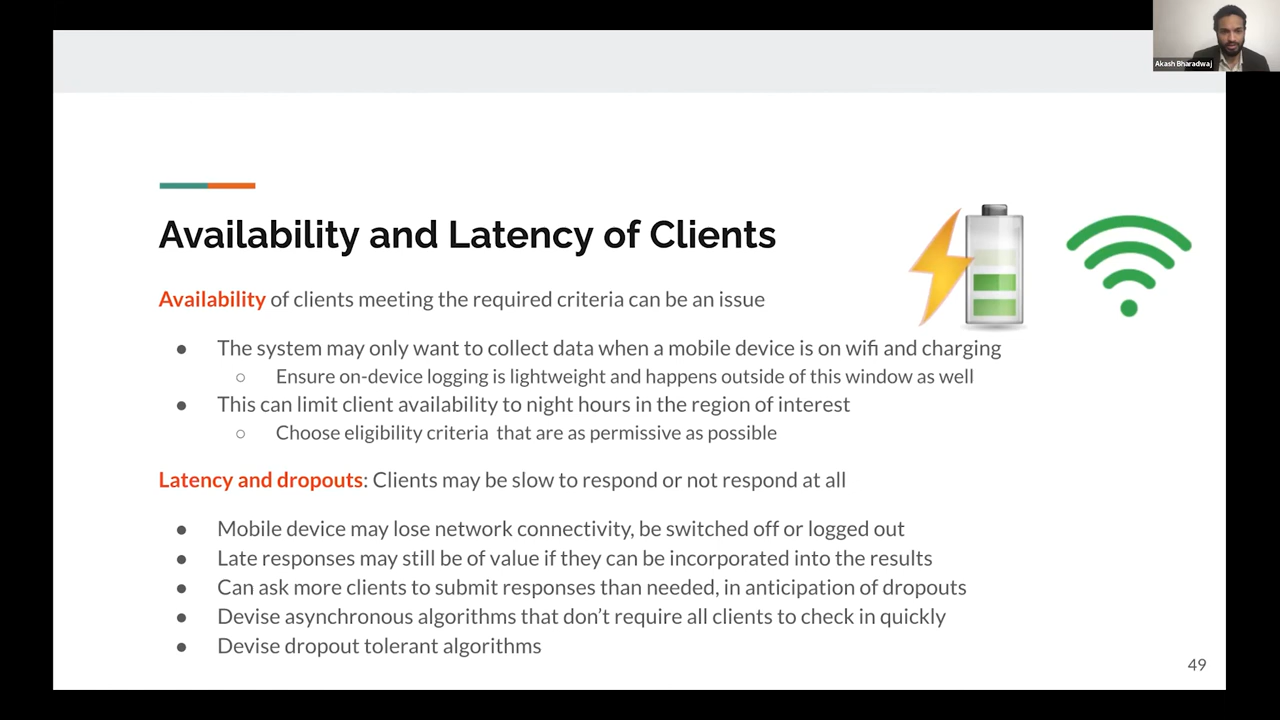 Akash Bharadwaj
Availability and Latency of Clients
Availability of clients meeting the required criteria can be an issue
● The system may only want to collect data when a mobile device is on wifi and charging
○ Ensure on-device logging is lightweight and happens outside of this window as well
● This can limit client availability to night hours in the region of interest
○ Choose eligibility criteria that are as permissive as possible
Latency and dropouts: Clients may be slow to respond or not respond at all
● Mobile device may lose network connectivity, be switched off or logged out
● Late responses may still be of value if they can be incorporated into the results
● Can ask more clients to submit responses than needed, in anticipation of dropouts
● Devise asynchronous algorithms that don’t require all clients to check in quickly
● Devise dropout tolerant algorithms
49